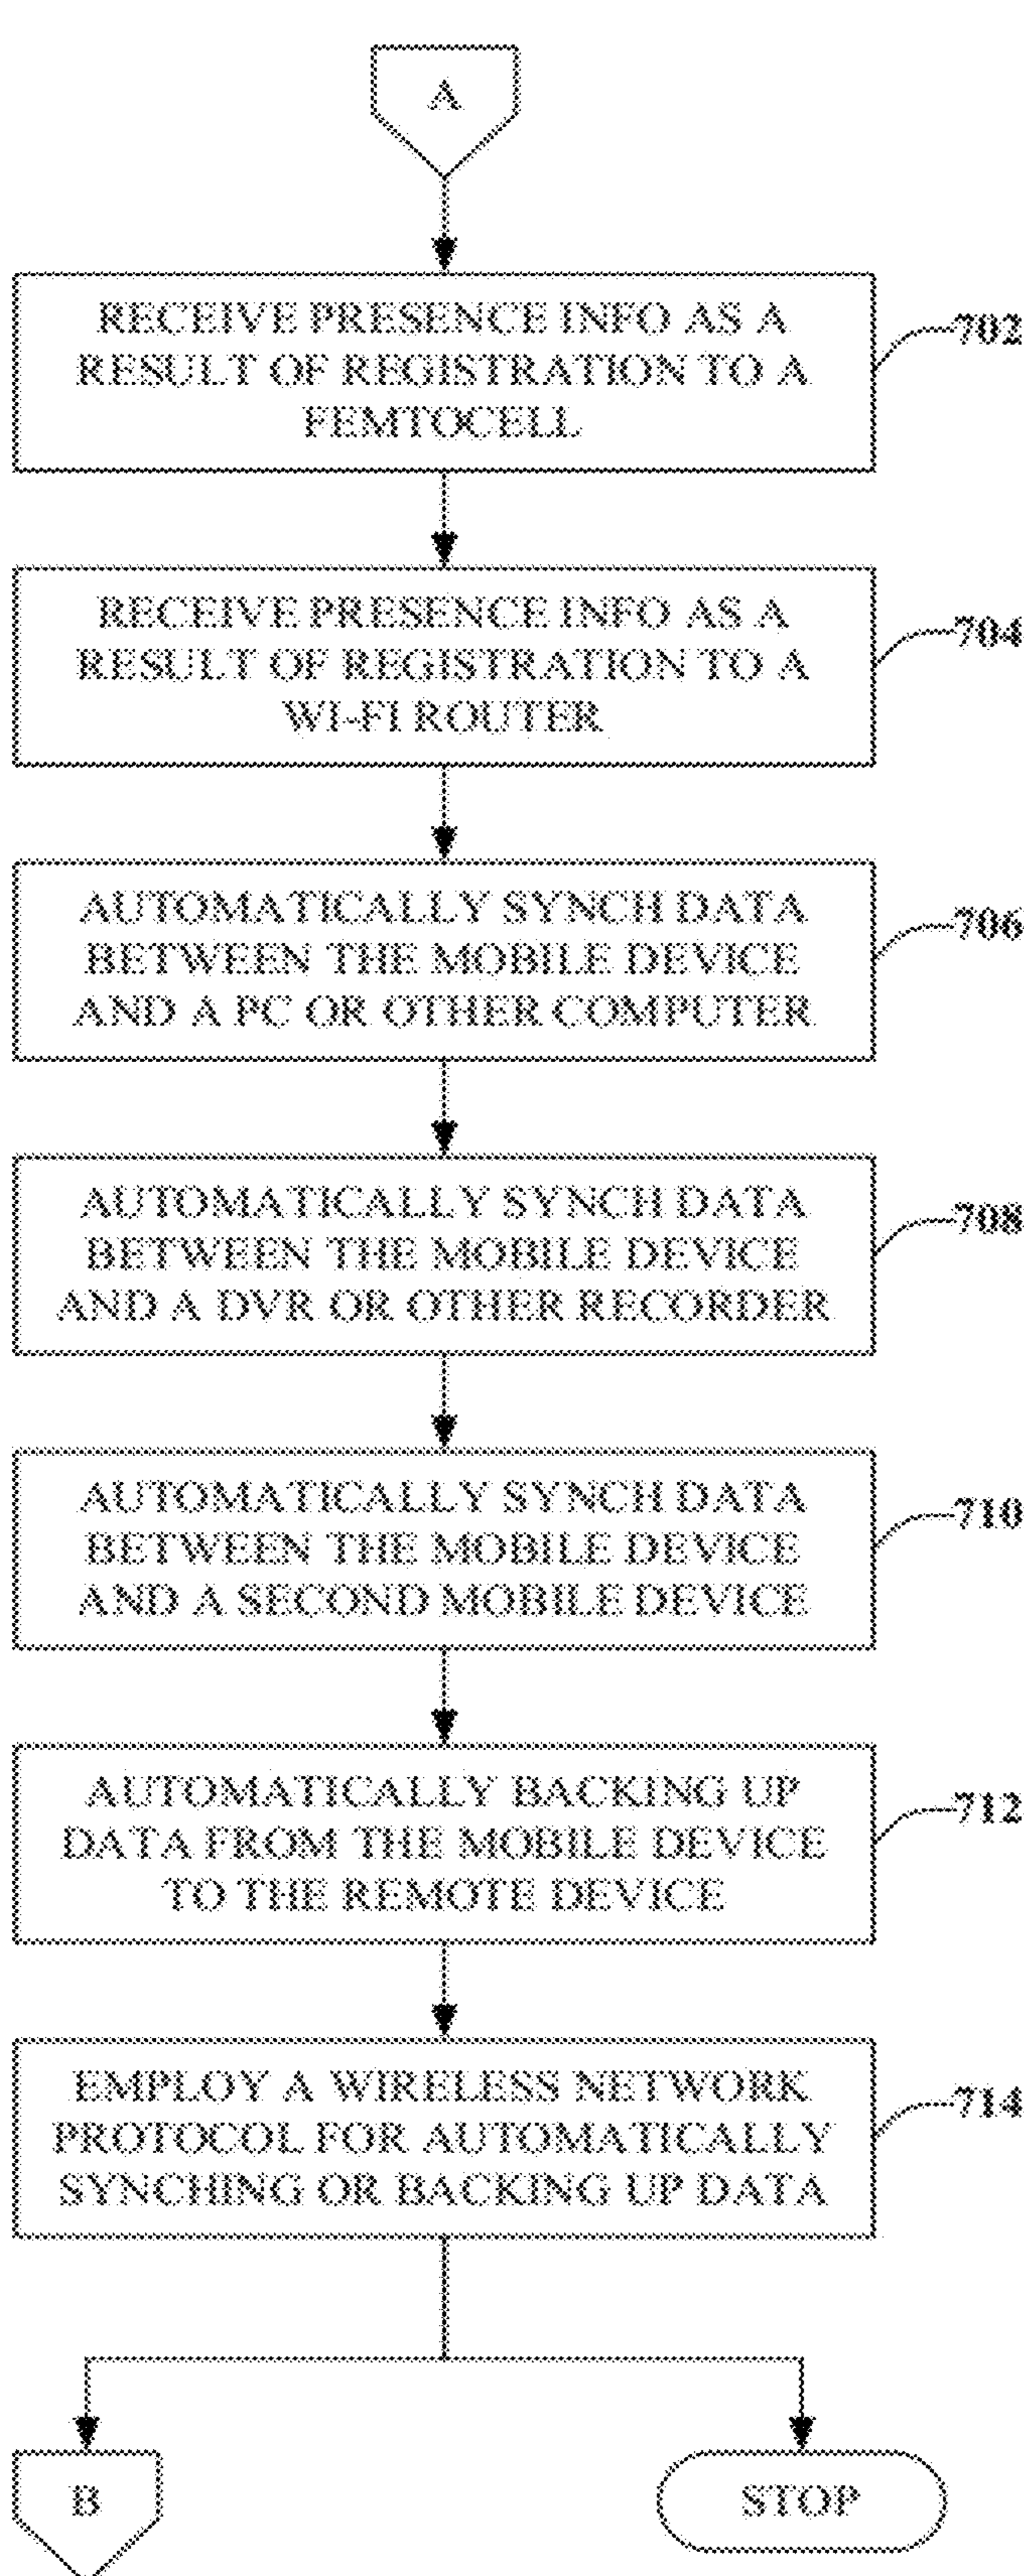 A
RECEIVE PRESENCE INFO AS A
RESULT OF REGISTRATION TO A
FEMTOCELL
702
RECEIVE PRESENCE INFO AS A
RESULT OF REGISTRATION TO A
WI-FI ROUTER
704
AUTOMATICALLY SYNCH DATA
BETWEEN THE MOBILE DEVICE
AND A PC OR OTHER COMPUTER
706
AUTOMATICALLY SYNCH DATA
BETWEEN THE MOBILE DEVICE
AND A DVR OR OTHER RECORDER
708
AUTOMATICALLY SYNCH DATA
BETWEEN THE MOBILE DEVICE
AND A SECOND MOBILE DEVICE
710
AUTOMATICALLY BACKING UP
DATA FROM THE MOBILE DEVICE
TO THE REMOTE DEVICE
712
EMPLOY A WIRELESS NETWORK
PROTOCOL FOR AUTOMATICALLY
SYNCHING OR BACKING UP DATA
714
B
STOP